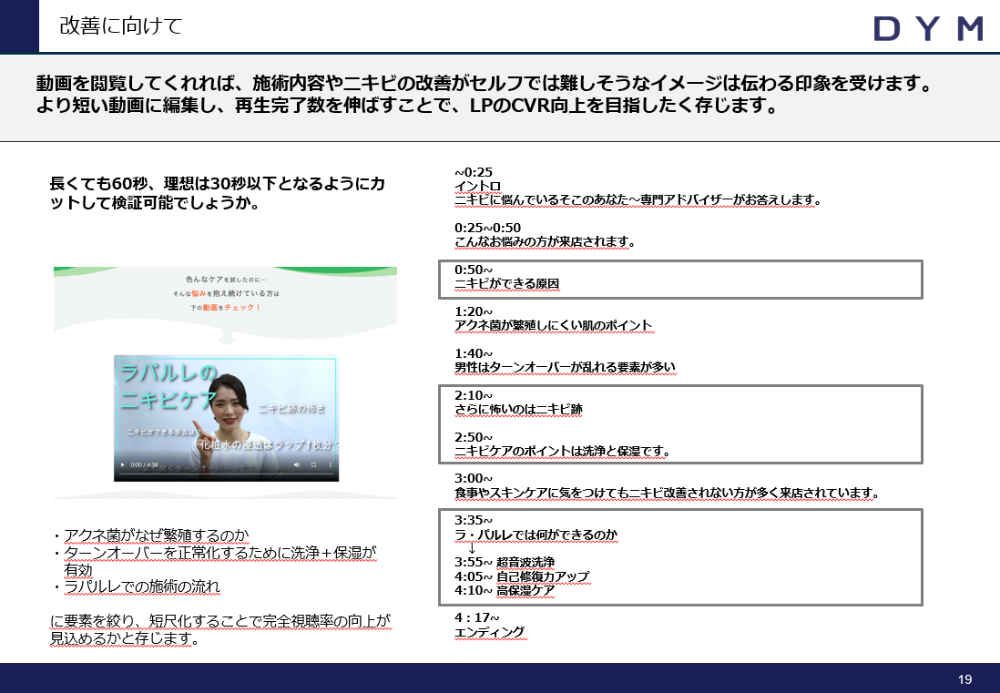 改善に向けて
DYM
動画を閲覧してくれれば、施術内容やニキビの改善がセルフでは難しそうなイメージは伝わる印象を受けます。
より短い動画に編集し、再生完了数を伸ばすことで、LPのCVR向上を目指したく存じます。
長くても60秒、理想は30秒以下となるようにカ
ットして検証可能でしょうか。
色んなケアを試したのに…
そんな悩みを抱え続けている方は
下の動画をチェック！
ラパルレの
ニキビケア
ニキビ跡の怖さ
ニキビができる原因は？
化粧水の浸透はラップ1枚分？
0:00 / 4:38
・アクネ菌がなぜ繁殖するのか
・ターンオーバーを正常化するために洗浄＋保湿が
有効
・ラパルレでの施術の流れ
に要素を絞り、短尺化することで完全視聴率の向上が
見込めるかと存じます。
~0:25
イントロ
ニキビに悩んでいるそこのあなた～専門アドバイザーがお答えします。
0:25~0:50
こんなお悩みの方が来店されます。
0:50~
ニキビができる原因
1:20~
アクネ菌が繁殖しにくい肌のポイント
1:40~
男性はターンオーバーが乱れる要素が多い
2:10~
さらに怖いのはニキビ跡
2:50~
ニキビケアのポイントは洗浄と保湿です。
3:00~
食事やスキンケアに気をつけてもニキビ改善されない方が多く来店されています。
3:35~
ラ・パルレでは何ができるのか
↓
3:55~ 超音波洗浄
4:05~ 自己修復力アップ
4:10~ 高保湿ケア
4：17~
エンディング
19